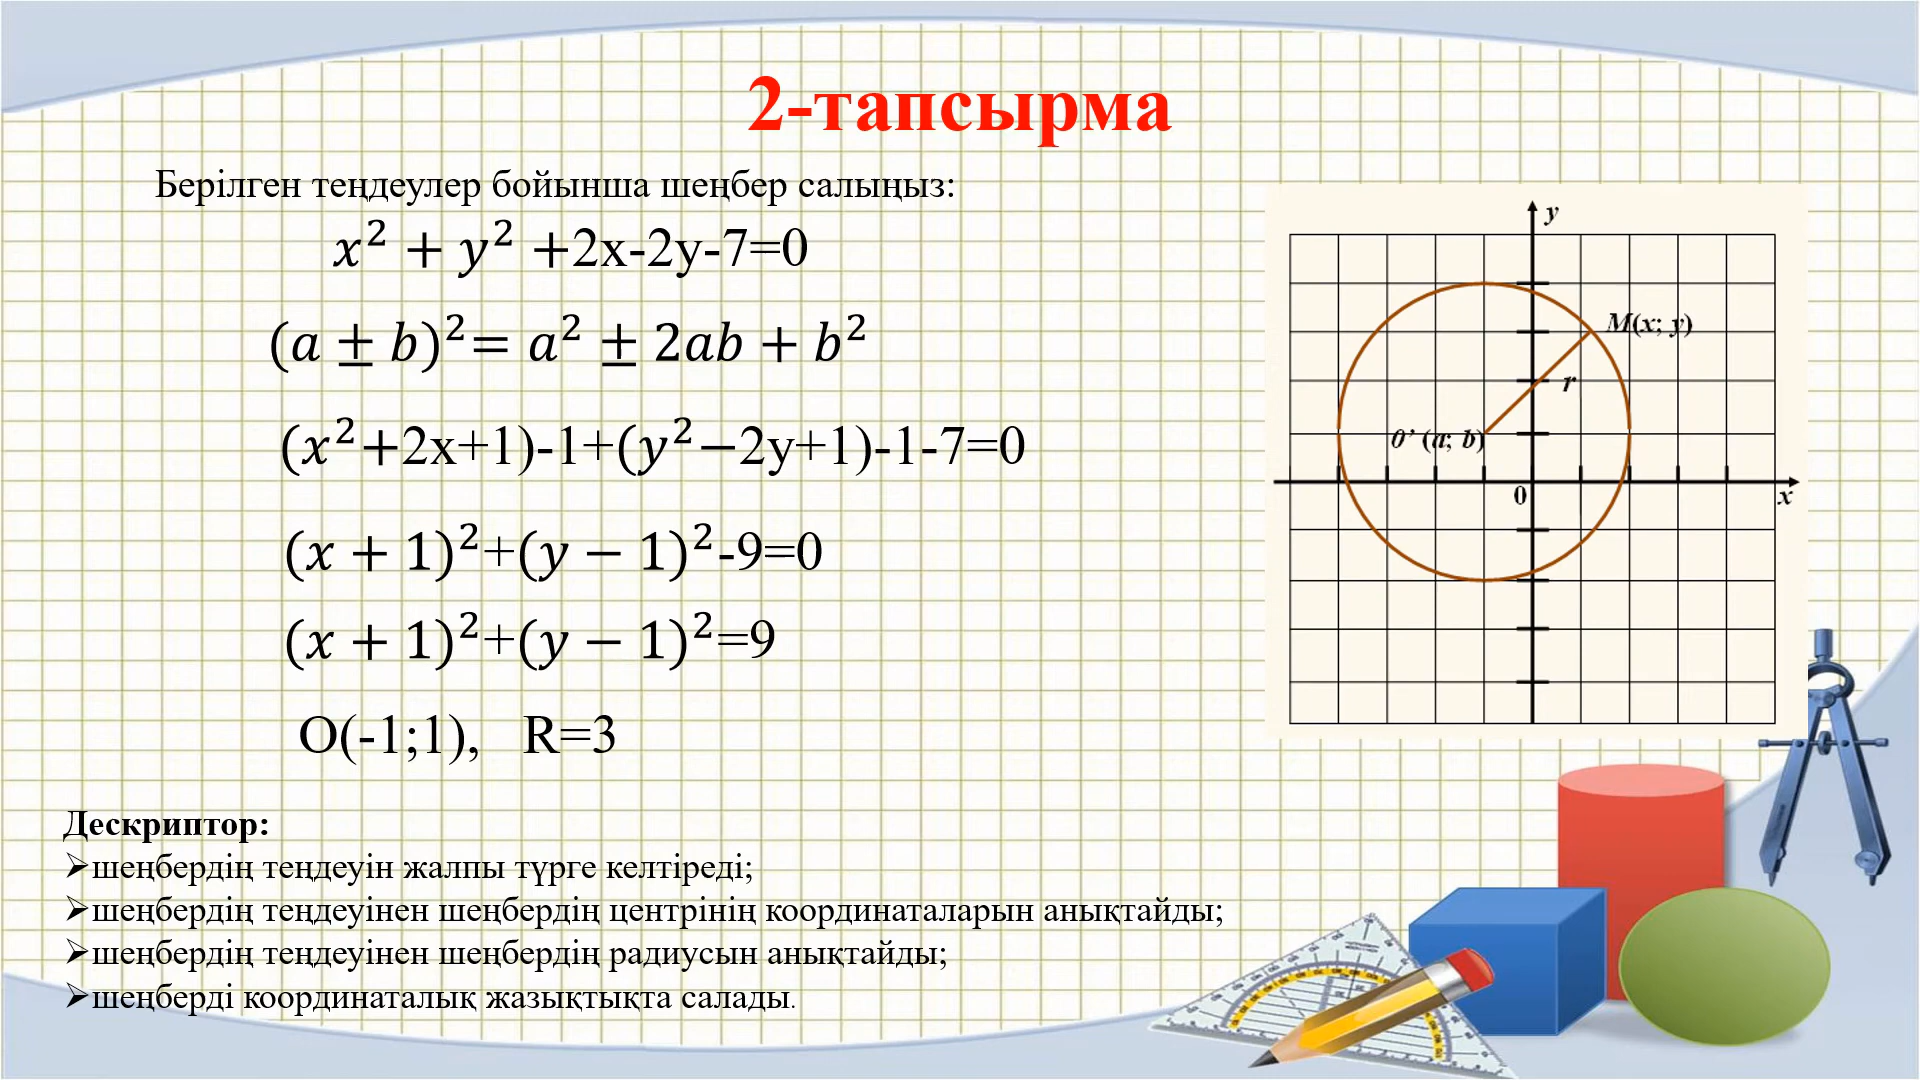 2-тапсырма
Берілген теңдеулер бойынша шеңбер салыңыз:
𝑥² + 𝑦² +2x-2y-7=0
(𝑎 ± 𝑏)²= 𝑎² ± 2𝑎𝑏 + 𝑏²
(𝑥²+2x+1)-1+(𝑦²−2y+1)-1-7=0
(𝑥 + 1)²+(𝑦 − 1)²-9=0
(𝑥 + 1)²+(𝑦 − 1)²=9
O(-1;1), R=3
y
M(x; y)
r
0’ (a; b)
0
x
Дескриптор:
➢шеңбердің теңдеуін жалпы түрге келтіреді;
➢шеңбердің теңдеуінен шеңбердің центрінің координаталарын анықтайды;
➢шеңбердің теңдеуінен шеңбердің радиусын анықтайды;
➢шеңберді координаталық жазықтықта салады.